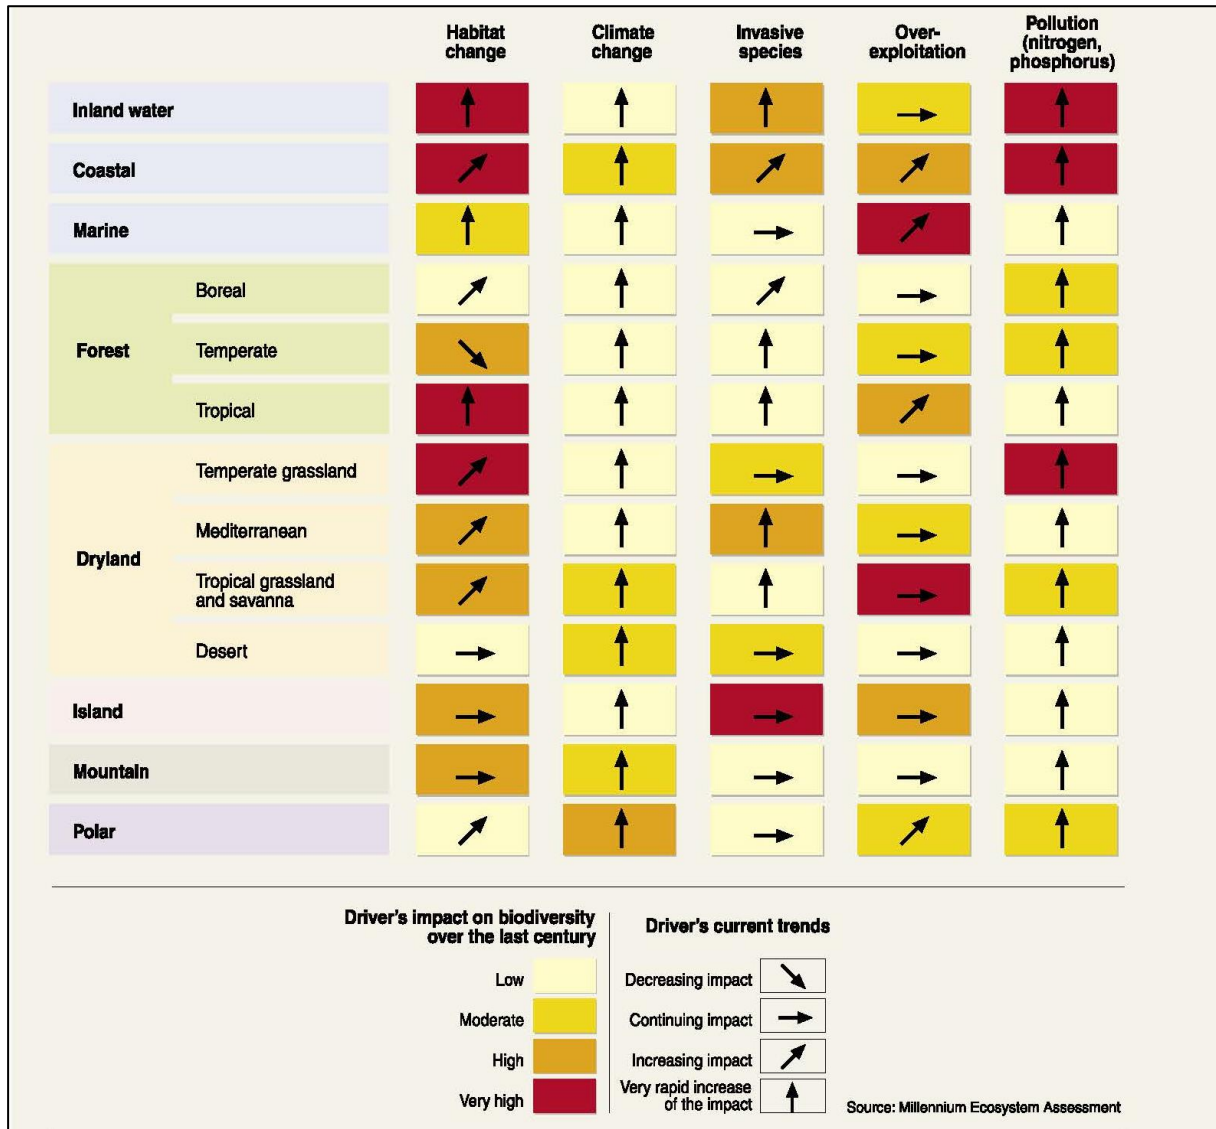 Habitat
change
Climate
change
Invasive
species
Over-
exploitation
Pollution
(nitrogen,
phosphorus)
Inland water
Coastal
Marine
Forest
Boreal
Temperate
Tropical
Dryland
Temperate grassland
Mediterranean
Tropical grassland
and savanna
Desert
Island
Mountain
Polar
Driver's impact on biodiversity
over the last century
Low
Moderate
High
Very high
Driver's current trends
Decreasing impact
Continuing impact
Increasing impact
Very rapid increase
of the impact
Source: Millennium Ecosystem Assessment